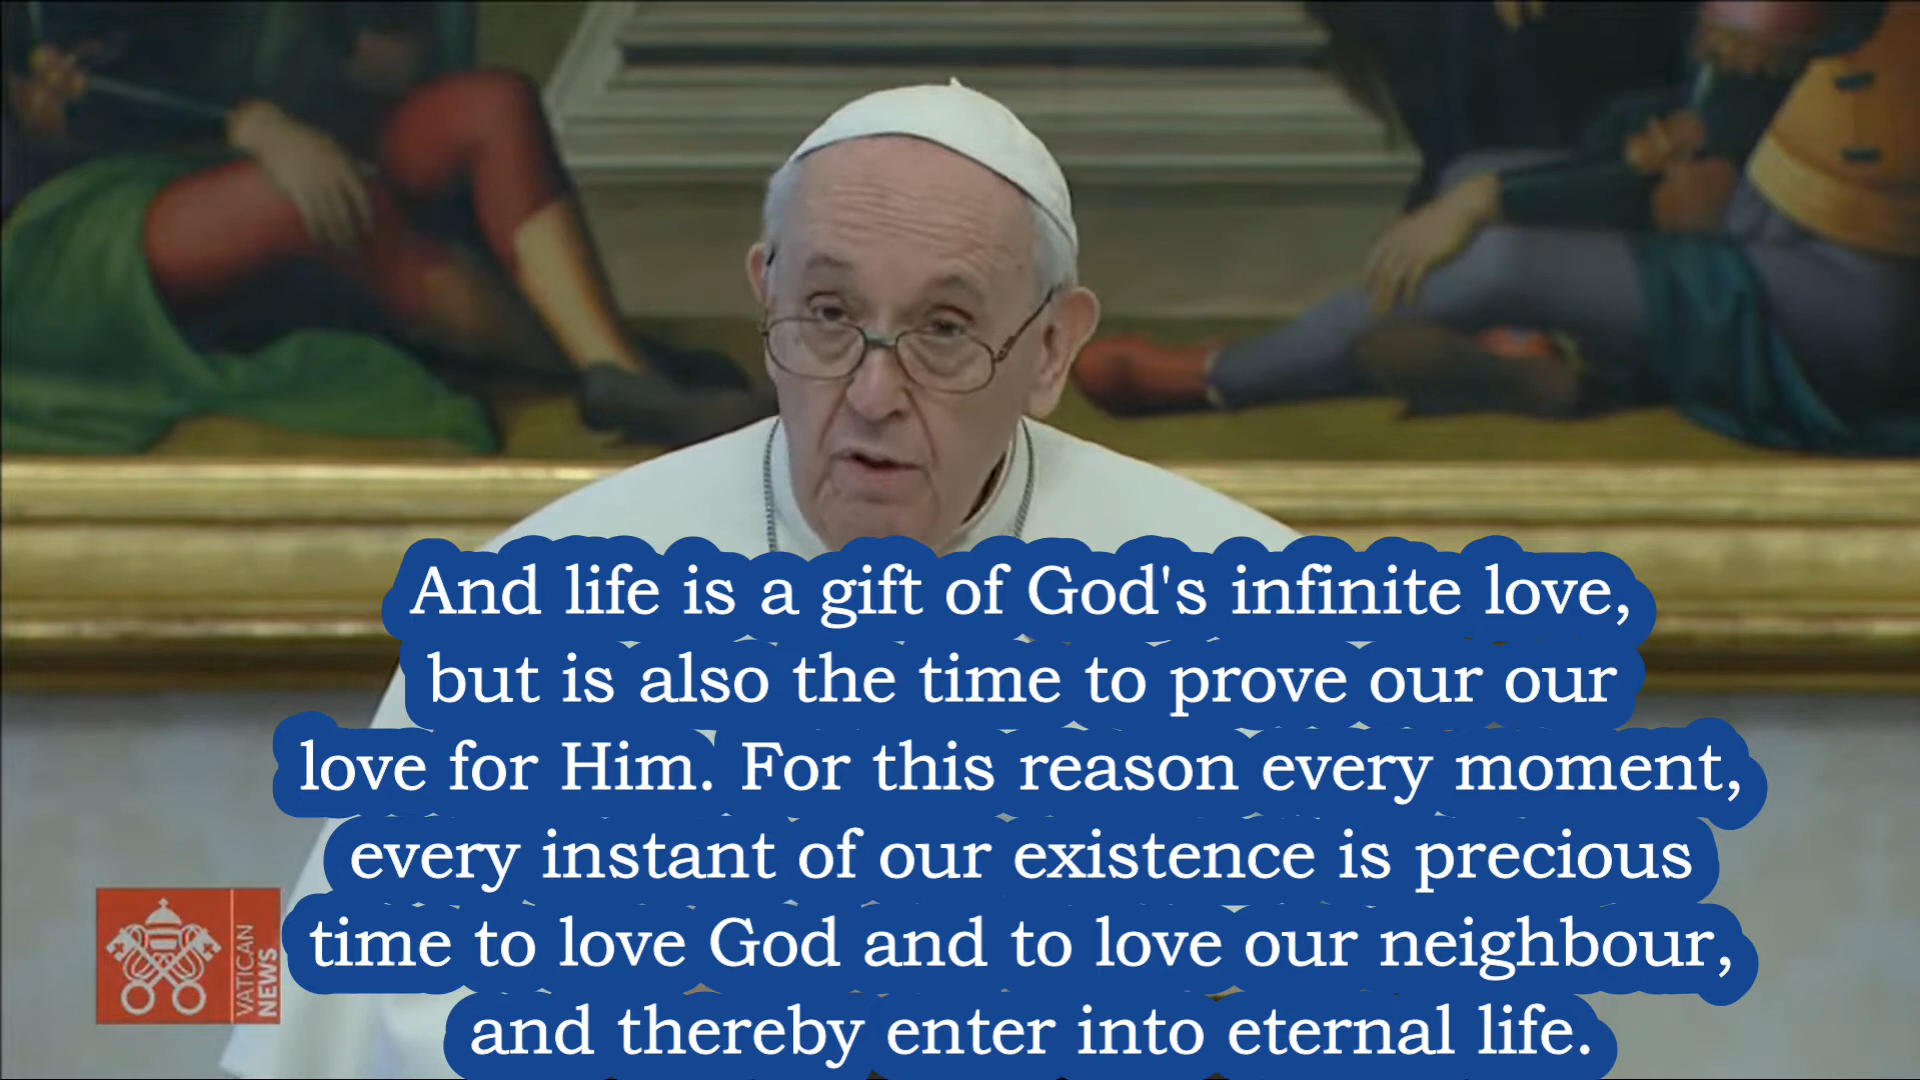 And life is a gift of God's infinite love,
but is also the time to prove our our
love for Him. For this reason every moment,
every instant of our existence is precious
time to love God and to love our neighbour,
and thereby enter into eternal life.
VATICAN
NEWS